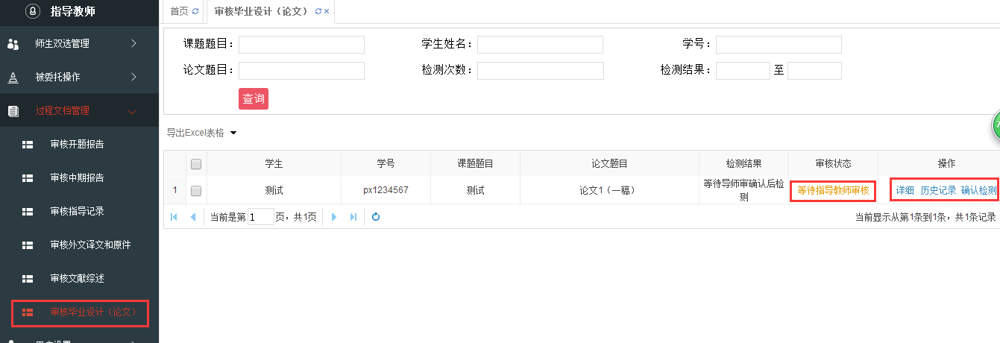 指导教师
师生双选管理
被委托操作
过程文档管理
审核开题报告
审核中期报告
审核指导记录
审核外文译文和原件
审核文献综述
审核毕业设计（论文）
首页 审核毕业设计（论文）
课题题目： 学生姓名： 学号：
论文题目： 检测次数： 检测结果： 至
查询
导出Excel表格
学生 学号 课题题目 论文题目 检测结果 审核状态 操作
1 测试 px1234567 测试 论文1（一稿） 等待导师审确认后检 等待指导教师审核 详细 历史记录 确认检测
测
当前是第 1 页，共1页 当前显示从第1条到1条，共1条记录